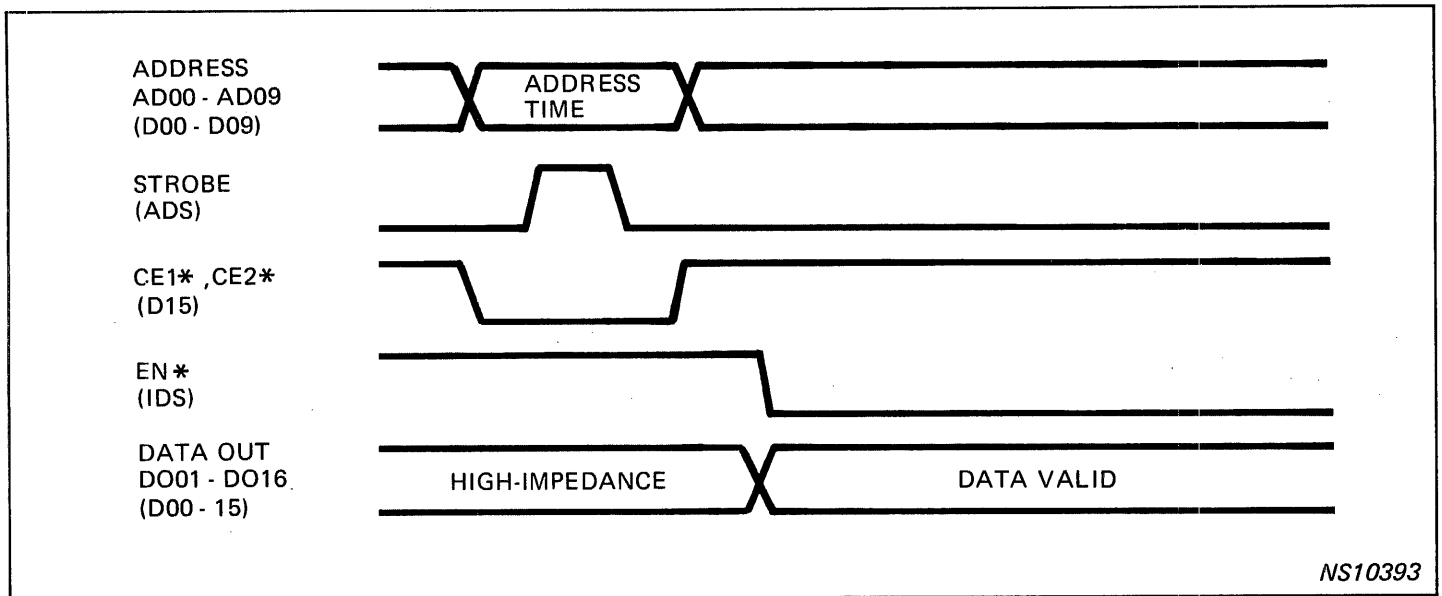 ADDRESS
AD00 - AD09
(D00 - D09)
ADDRESS
TIME
STROBE
(ADS)
CE1* ,CE2*
(D15)
EN*
(IDS)
DATA OUT
DO01 - DO16
(D00 - 15)
HIGH-IMPEDANCE
DATA VALID
NS10393